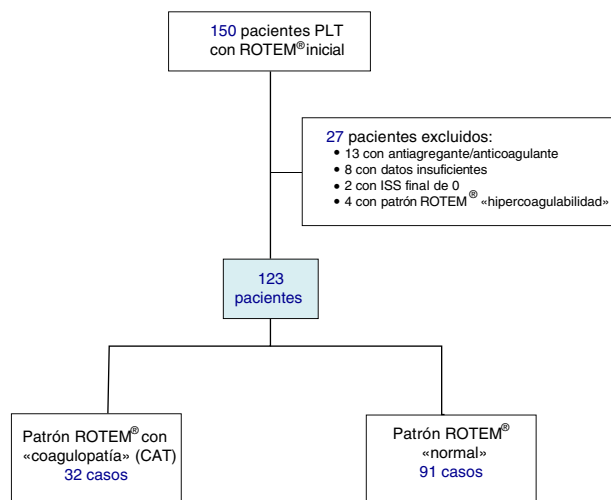 150 pacientes PLT
con ROTEM® inicial
27 pacientes excluidos:
• 13 con antiagregante/anticoagulante
• 8 con datos insuficientes
• 2 con ISS final de 0
• 4 con patrón ROTEM® «hipercoagulabilidad»
123
pacientes
Patrón ROTEM® con
«coagulopatía» (CAT)
32 casos
Patrón ROTEM®
«normal»
91 casos